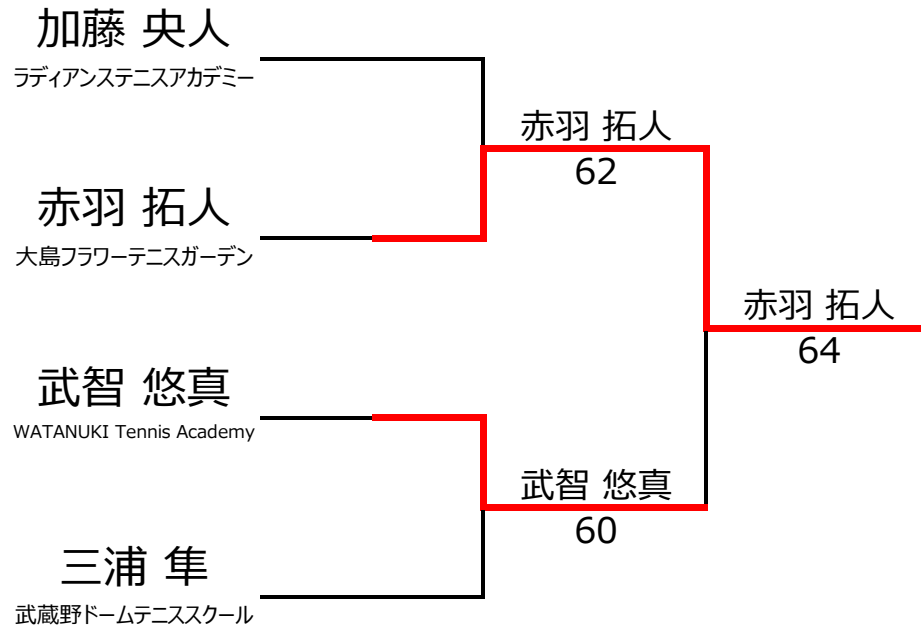 加藤 央人
ラディアンステニスアカデミー
赤羽 拓人
62
赤羽 拓人
大島フラワーテニスガーデン
赤羽 拓人
64
武智 悠真
WATANUKI Tennis Academy
武智 悠真
60
三浦 隼
武蔵野ドームテニススクール